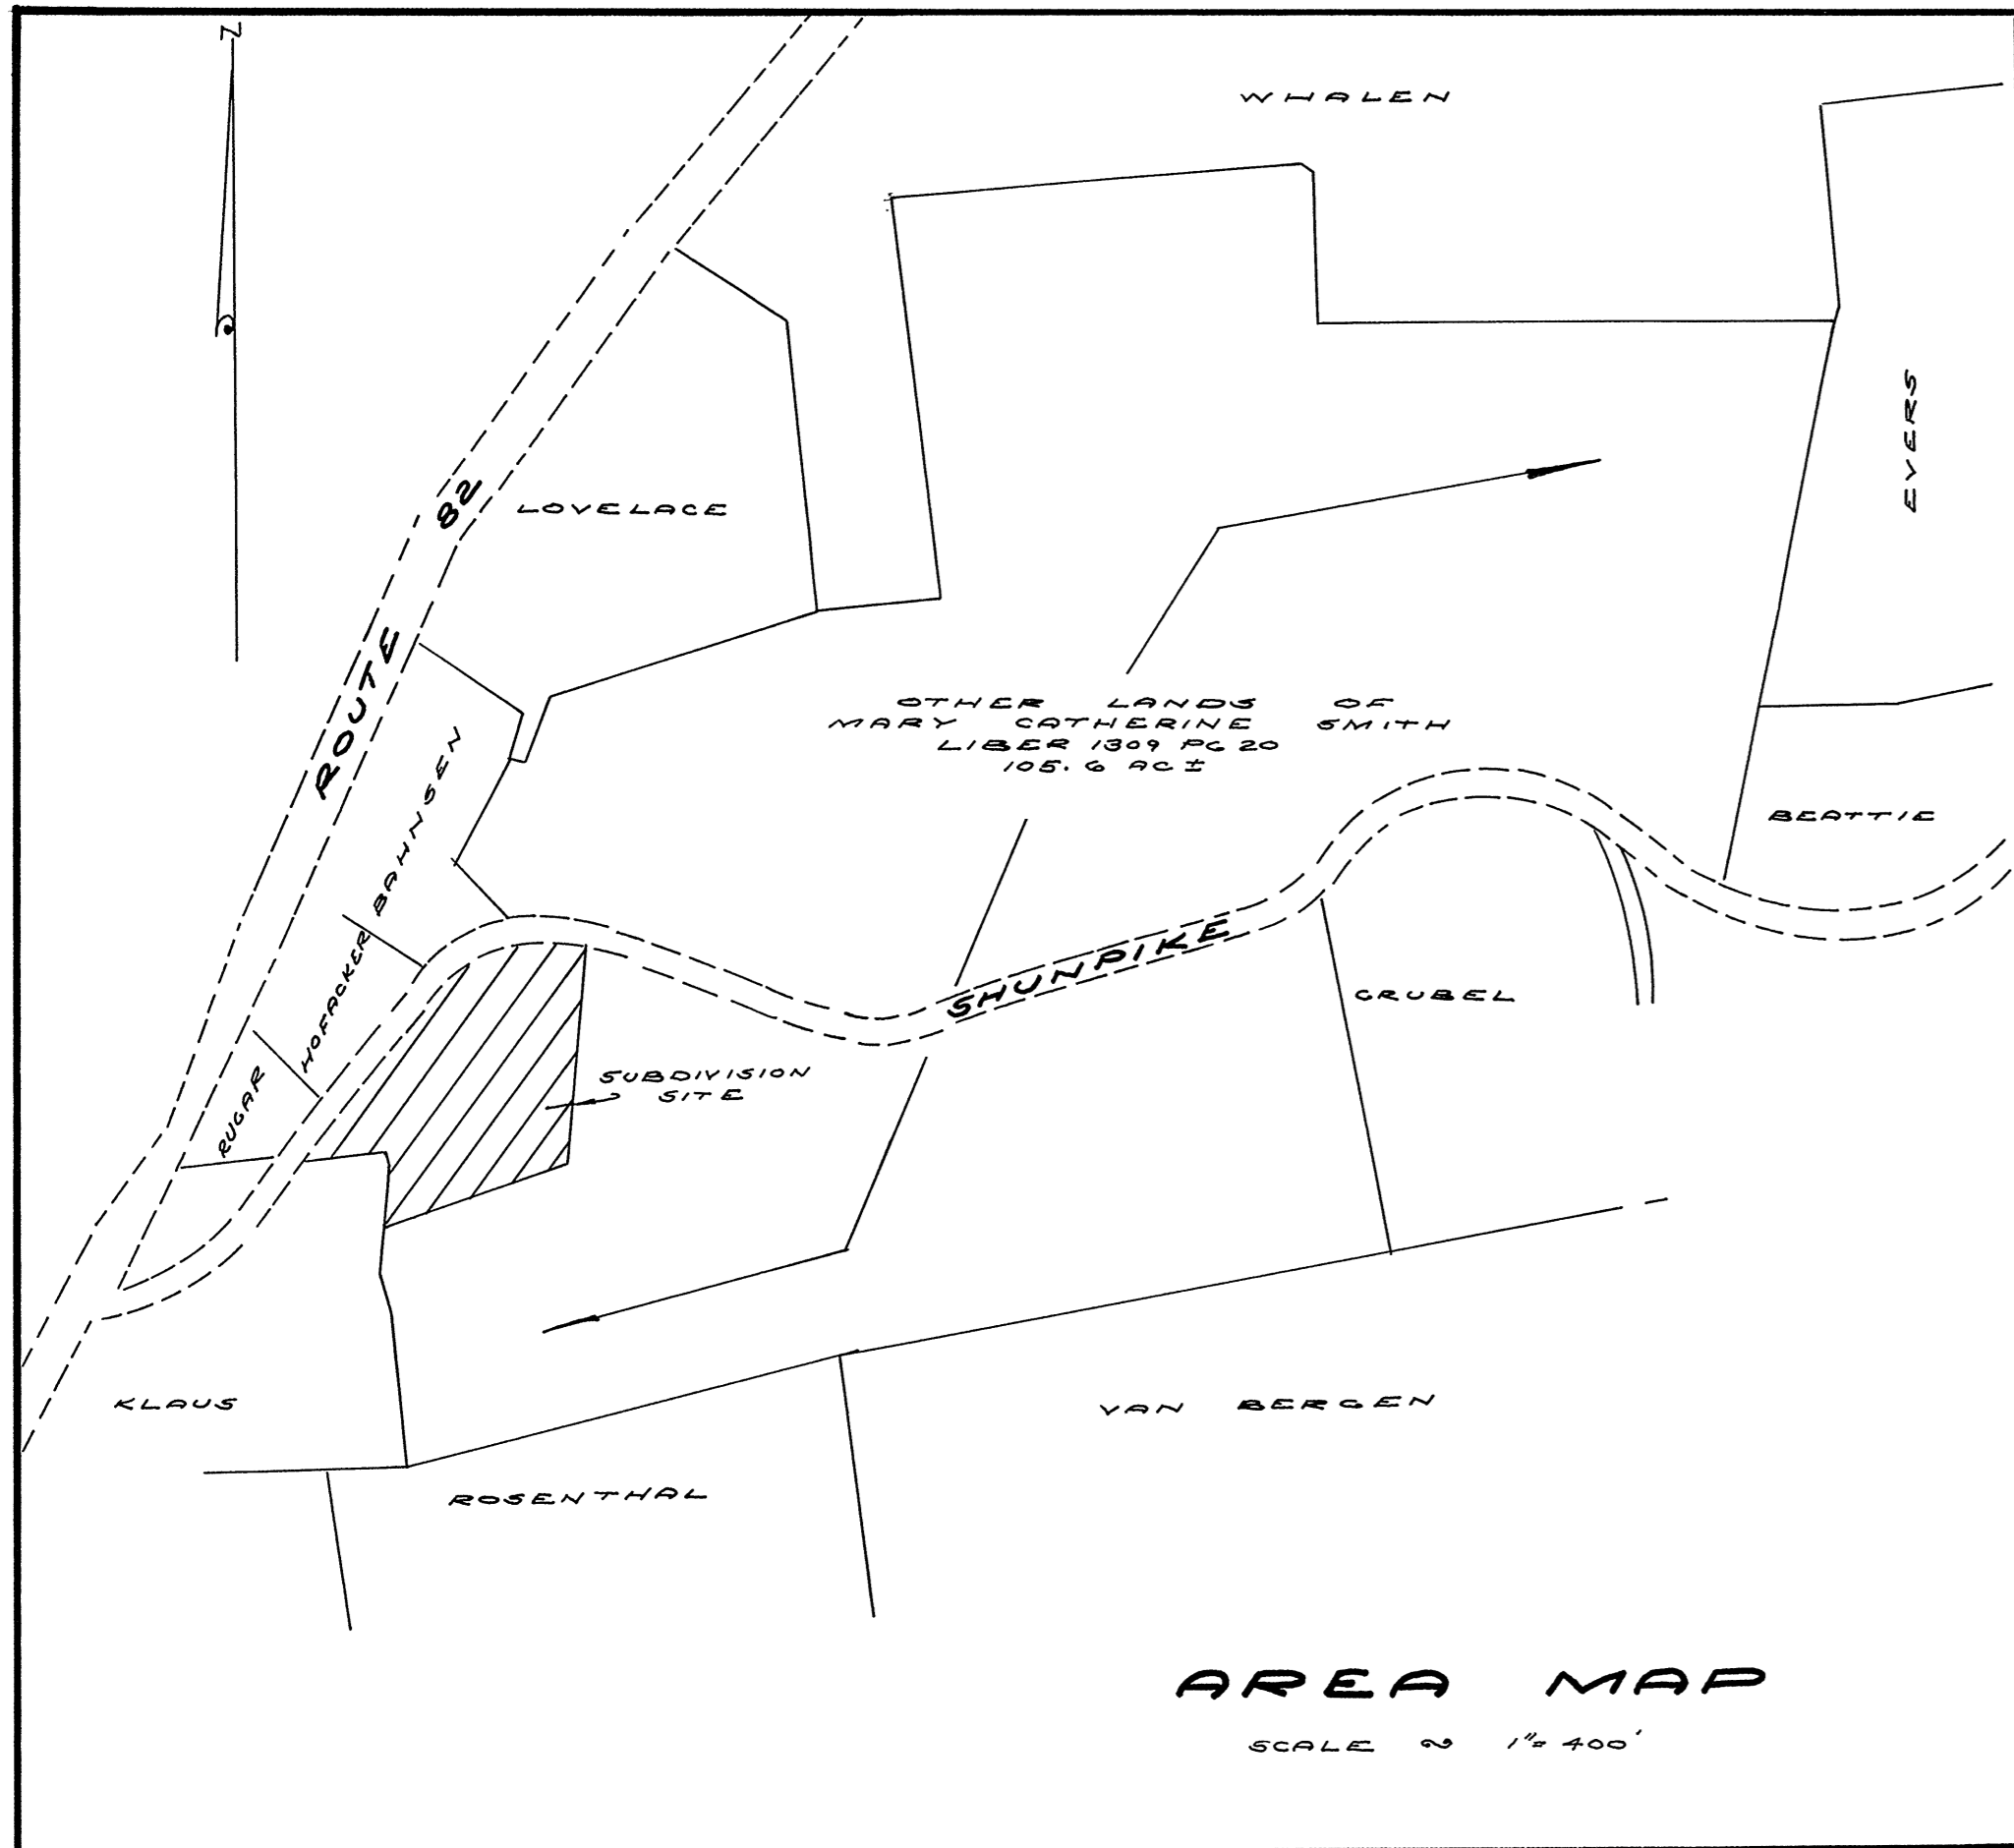 N
WHALEN
EVERS
ROUTE 82
LOVELACE
OTHER LANDS OF
MARY CATHERINE SMITH
LIBER 1309 PG 20
105.6 AC ±
BAHNSEN
BEATTIE
HOFACKER
SHUNPIKE
GRUBEL
RUGAR
SUBDIVISION
SITE
KLAUS
VAN BERGEN
ROSENTHAL
AREA MAP
SCALE ~ 1"= 400'